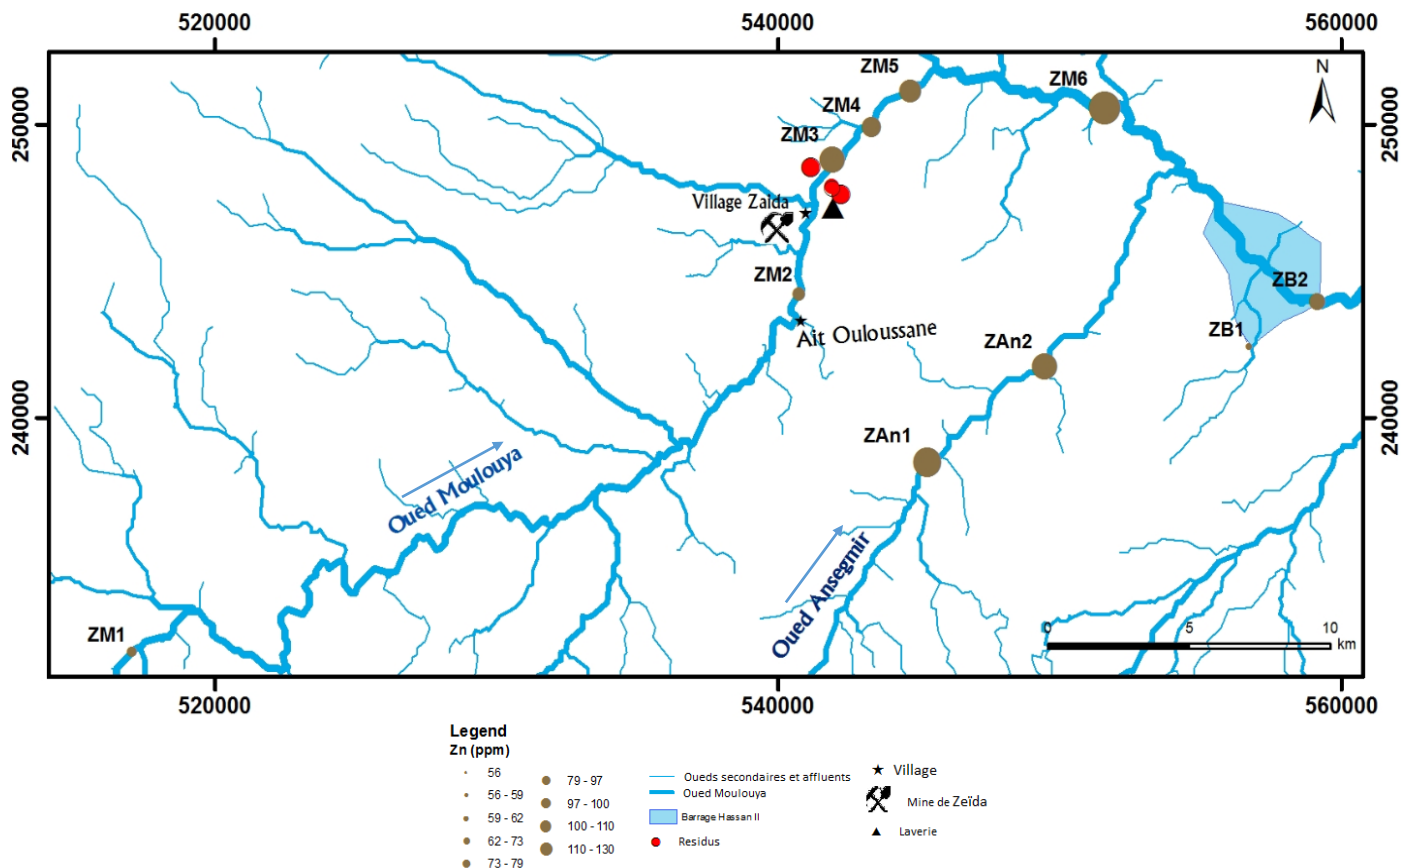 520000
540000
560000
N
ZM5
ZM6
ZM4
250000
250000
ZM3
Village Zaida
ZM2
ZB2
Ait Ouloussane
ZB1
ZAn2
240000
240000
ZAn1
Oued Moulouya
Oued Ansegmir
ZM1
0
5
10
km
520000
540000
560000
Legend
Zn (ppm)
56
56 - 59
59 - 62
62 - 73
73 - 79
79 - 97
97 - 100
100 - 110
110 - 130
Oueds secondaires et affluents
Oued Moulouya
Barrage Hassan II
Residus
Village
Mine de Zeïda
Laverie